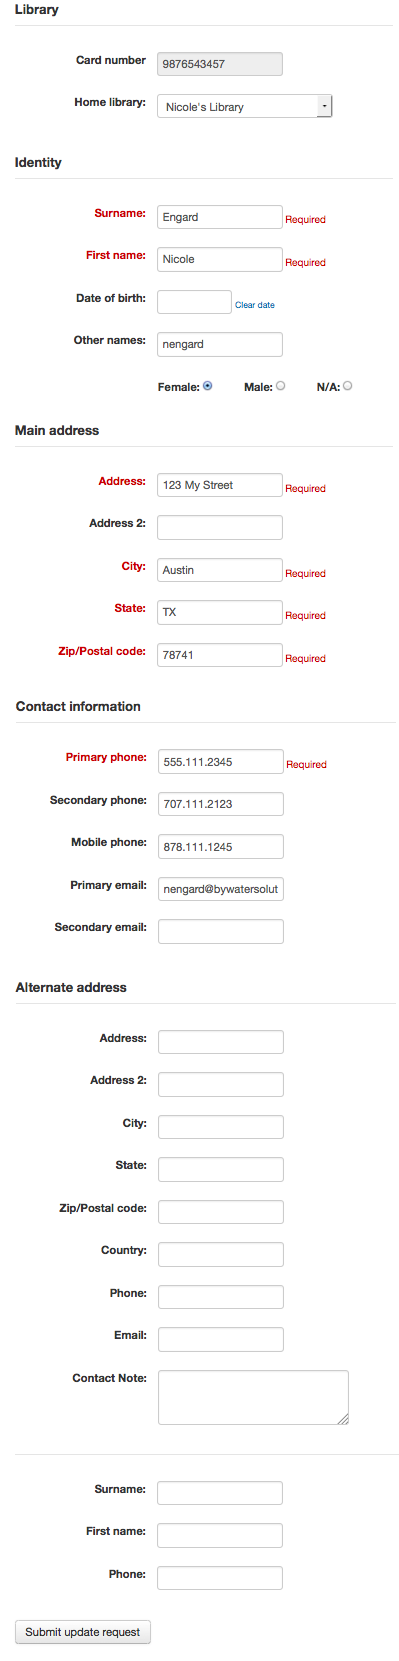 Library
Card number 9876543457
Home library: Nicole's Library
Identity
Surname: Engard Required
First name: Nicole Required
Date of birth: Clear date
Other names: nengard
Female: Male: N/A:
Main address
Address: 123 My Street Required
Address 2:
City: Austin Required
State: TX Required
Zip/Postal code: 78741 Required
Contact information
Primary phone: 555.111.2345 Required
Secondary phone: 707.111.2123
Mobile phone: 878.111.1245
Primary email: nengard@bywatersolut
Secondary email:
Alternate address
Address:
Address 2:
City:
State:
Zip/Postal code:
Country:
Phone:
Email:
Contact Note:
Surname:
First name:
Phone:
Submit update request